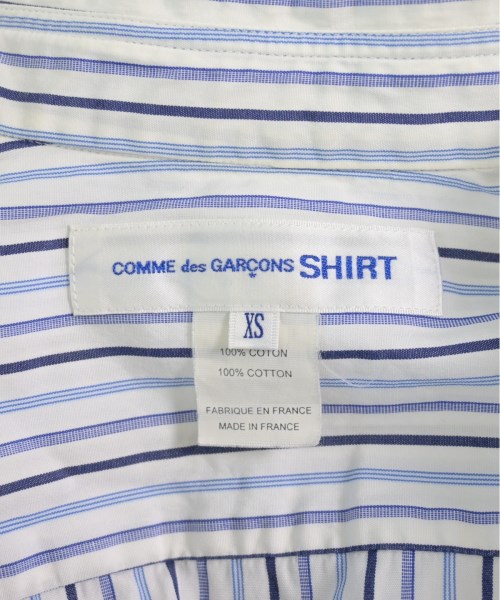 COMME des GARÇONS SHIRT
XS
100% COTON
100% COTTON
FABRIQUE EN FRANCE
MADE IN FRANCE